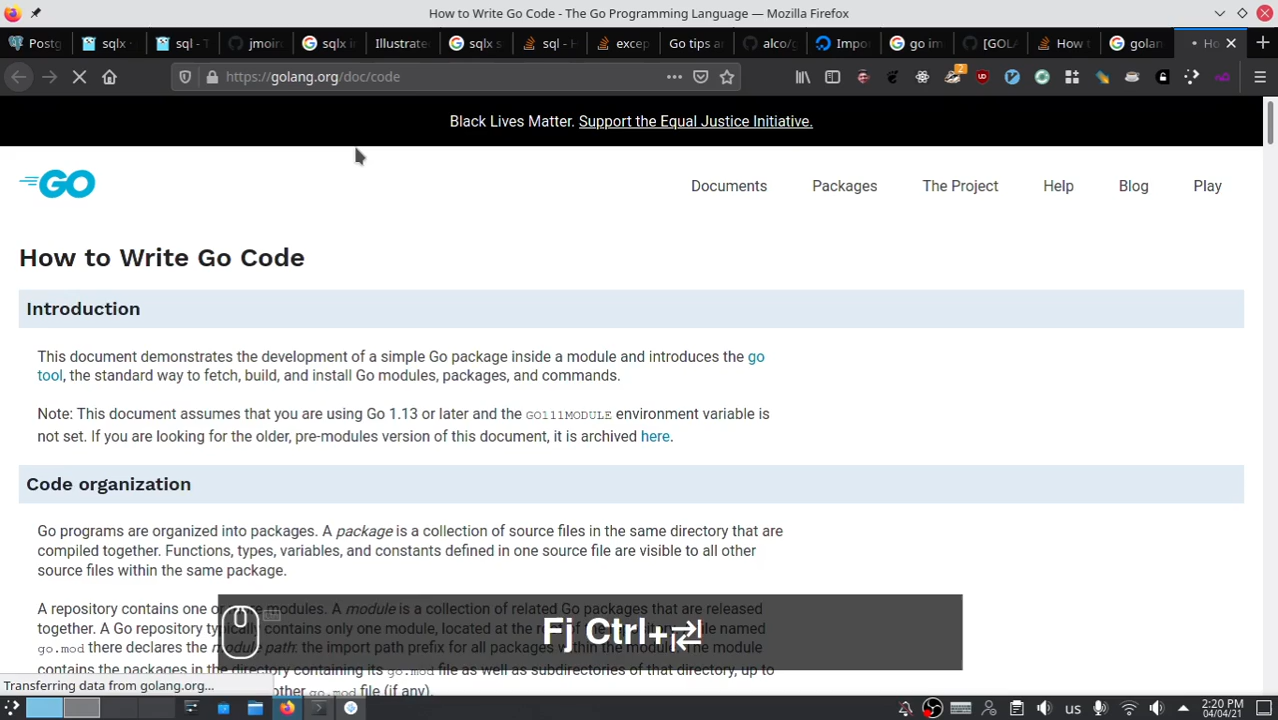 How to Write Go Code - The Go Programming Language — Mozilla Firefox
Postg sqlx sql - T jmoir sqlx in Illustrate sqlx s sql - H excep Go tips ar alco/g Impor go im [GOLA How t golan Ho
https://golang.org/doc/code
2
Black Lives Matter. Support the Equal Justice Initiative.
GO Documents Packages The Project Help Blog Play
How to Write Go Code
Introduction
This document demonstrates the development of a simple Go package inside a module and introduces the go
tool, the standard way to fetch, build, and install Go modules, packages, and commands.
Note: This document assumes that you are using Go 1.13 or later and the GO111MODULE environment variable is
not set. If you are looking for the older, pre-modules version of this document, it is archived here.
Code organization
Go programs are organized into packages. A package is a collection of source files in the same directory that are
compiled together. Functions, types, variables, and constants defined in one source file are visible to all other
source files within the same package.
A repository contains one or more modules. A module is a collection of related Go packages that are released
together. A Go repository typically contains only one module, located at the root of the repository. A file named
go.mod there declares the module path: the import path prefix for all packages within the module. The module
contains the packages in the directory containing its go.mod file as well as subdirectories of that directory, up to
other go.mod file (if any).
Fj Ctrl+⇄
Transferring data from golang.org...
us 2:20 PM
04/04/21